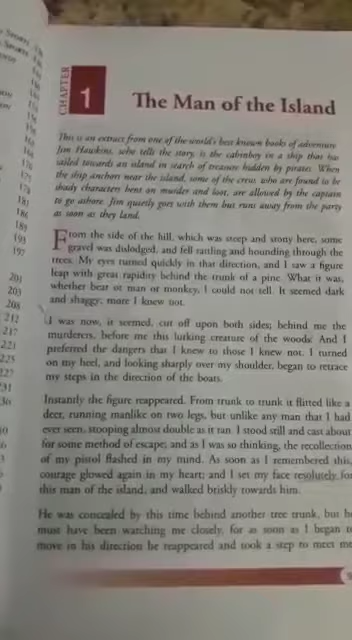 CHAPTER
1
The Man of the Island
This is an extract from one of the world's best known books of adventure
Jim Hawkins, who tells the story, is the cabinboy in a ship that has
sailed towards an island in search of treasure hidden by pirates. When
the ship anchors near the island, some of the crew who are found to be
shady characters bent on murder and loot, are allowed by the captain
to go ashore. Jim quietly goes with them but runs away from the party
as soon as they land.
From the side of the hill, which was steep and stony here, some
gravel was dislodged, and fell rattling and bounding through the
trees. My eyes turned quickly in that direction, and I saw a figure
leap with great rapidity behind the trunk of a pine. What it was,
whether bear or man or monkey, I could not tell. It seemed dark
and shaggy; more I knew not.
I was now, it seemed, cut off upon both sides; behind me the
murderers, before me this lurking creature of the woods. And I
preferred the dangers that I knew to those I knew not. I turned
on my heel, and looking sharply over my shoulder, began to retrace
my steps in the direction of the boats.
Instantly the figure reappeared. From trunk to trunk it flirted like a
deer, running manlike on two legs, but unlike any man that I had
ever seen, stooping almost double as it ran. I stood still and cast about
for some method of escape; and as I was so thinking, the recollection
of my pistol flashed in my mind. As soon as I remembered this,
courage glowed again in my heart; and I set my face resolutely for
this man of the island, and walked briskly towards him.
He was concealed by this time behind another tree trunk, but he
must have been watching me closely, for as soon as I began
move in his direction he reappeared and took a step to meet me
181
186
189
193
197
201
203
208
212
217
221
225
227